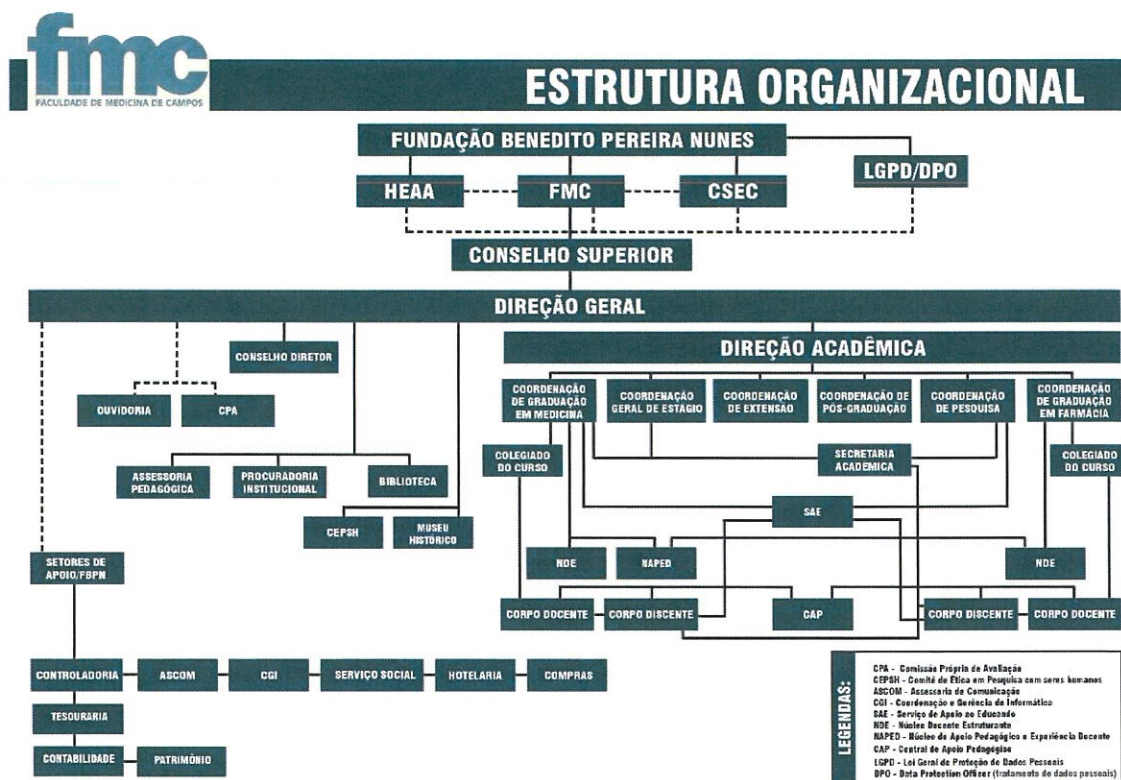 fmc
FACULDADE DE MEDICINA DE CAMPOS
ESTRUTURA ORGANIZACIONAL
FUNDAÇÃO BENEDITO PEREIRA NUNES
LGPD/DPO
HEAA
FMC
CSEC
CONSELHO SUPERIOR
DIREÇÃO GERAL
CONSELHO DIRETOR
OUVIDORIA
CPA
ASSESSORIA
PEDAGÓGICA
PROCURADORIA
INSTITUCIONAL
BIBLIOTECA
CEPSH
MUSEU
HISTÓRICO
SETORES DE
APOIO/FBPN
DIREÇÃO ACADÊMICA
COORDENAÇÃO
DE GRADUAÇÃO
EM MEDICINA
COORDENAÇÃO
GERAL DE ESTAGIO
COORDENAÇÃO
DE EXTENSAO
COORDENAÇÃO DE
PÓS-GRADUAÇÃO
COORDENAÇÃO
DE PESQUISA
COORDENAÇÃO
DE GRADUAÇÃO
EM FARMÁCIA
COLEGIADO
DO CURSO
SECRETARIA
ACADEMICA
COLEGIADO
DO CURSO
SAE
NDE
NAPED
NDE
CORPO DOCENTE
CORPO DISCENTE
CAP
CORPO DISCENTE
CORPO DOCENTE
CONTROLADORIA
ASCOM
CGI
SERVIÇO SOCIAL
HOTELARIA
COMPRAS
TESOURARIA
CONTABILIDADE
PATRIMÔNIO
LEGENDAS:
CPA - Comissão Própria de Avaliação
CEPSH - Comitê de Ética em Pesquisa com seres humanos
ASCOM - Assessoria de Comunicação
CGI - Coordenação e Gerência de Informática
SAE - Serviço de Apoio ao Educando
NDE - Núcleo Docente Estruturante
NAPED - Núcleo de Apoio Pedagógico e Experiência Docente
CAP - Central de Apoio Pedagógico
LGPD - Lei Geral de Proteção de Dados Pessoais
DPO - Data Protection Officer (tratamento de dados pessoais)